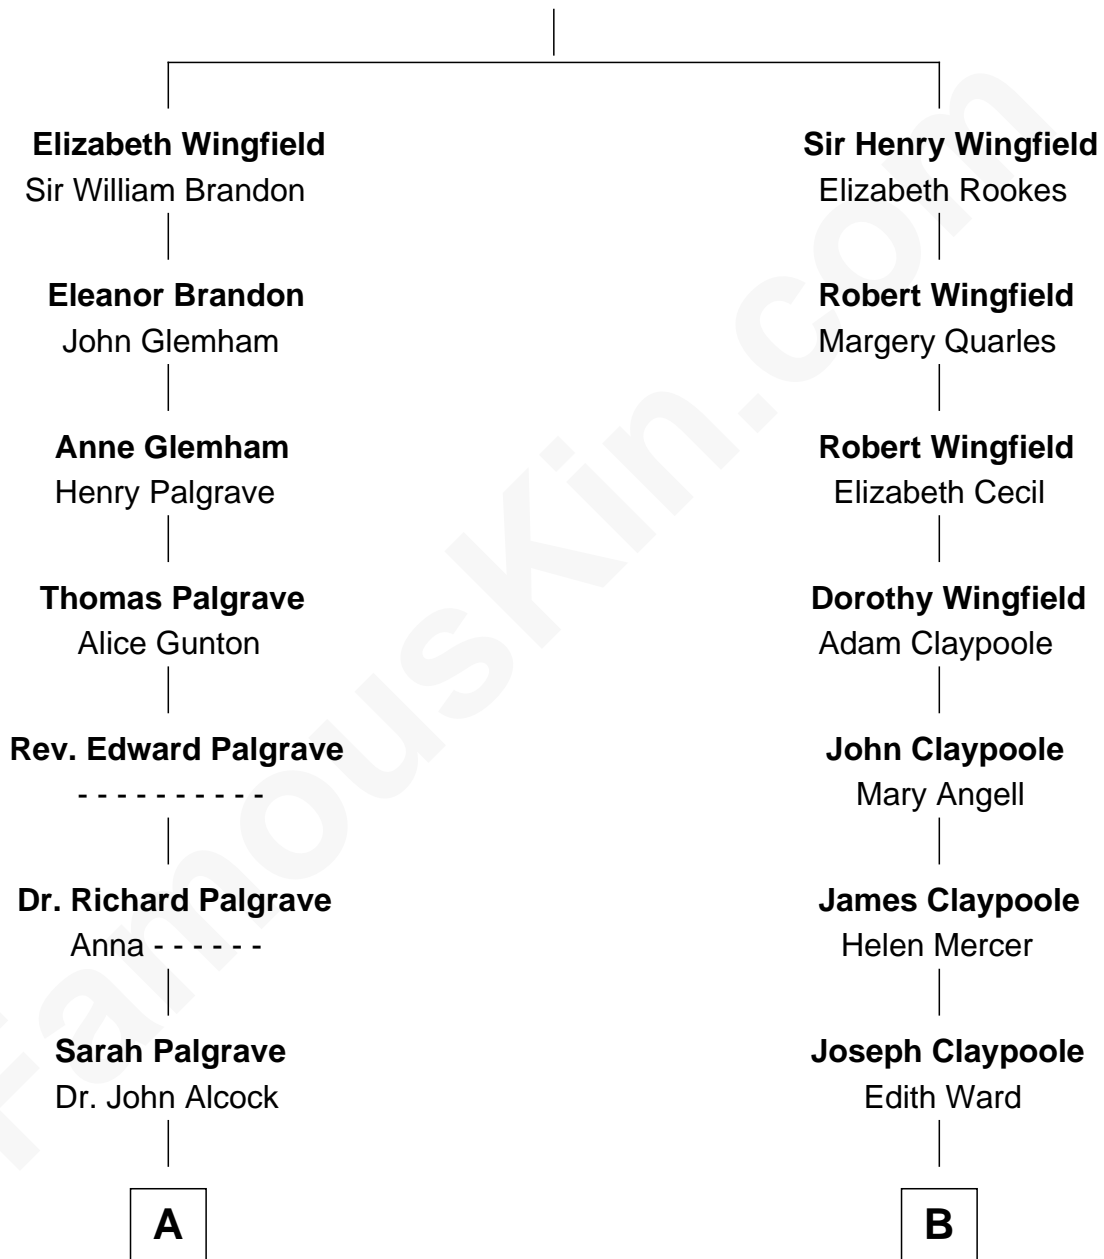 Elizabeth Wingfield
Sir William Brandon
Eleanor Brandon
John Glemham
Anne Glemham
Henry Palgrave
Thomas Palgrave
Alice Gunton
Rev. Edward Palgrave
- - - - - - - - - -
Dr. Richard Palgrave
Anna - - - - - -
Sarah Palgrave
Dr. John Alcock
A
Sir Henry Wingfield
Elizabeth Rookes
Robert Wingfield
Margery Quarles
Robert Wingfield
Elizabeth Cecil
Dorothy Wingfield
Adam Claypoole
John Claypoole
Mary Angell
James Claypoole
Helen Mercer
Joseph Claypoole
Edith Ward
B
FamousKin.com